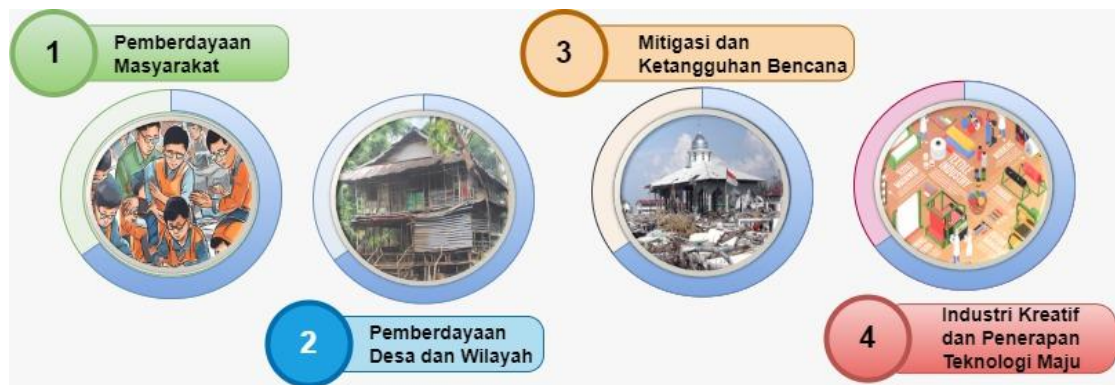 1
Pemberdayaan
Masyarakat
2
Pemberdayaan
Desa dan Wilayah
3
Mitigasi dan
Ketangguhan Bencana
4
Industri Kreatif
dan Penerapan
Teknologi Maju